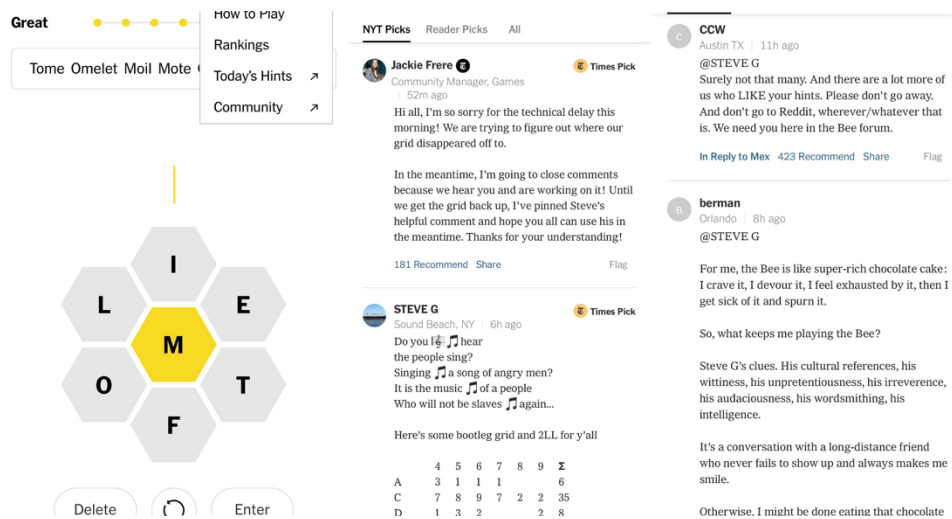 Great
How to Play
Rankings
Today's Hints
Community
Tome Omelet Moil Mote
I
L
E
M
O
T
F
Delete
Enter
NYT Picks Reader Picks All
Jackie Frere
Times Pick
Community Manager, Games
52m ago
Hi all, I'm so sorry for the technical delay this
morning! We are trying to figure out where our
grid disappeared off to.
In the meantime, I'm going to close comments
because we hear you and are working on it! Until
we get the grid back up, I've pinned Steve's
helpful comment and hope you all can use his in
the meantime. Thanks for your understanding!
181 Recommend Share Flag
STEVE G
Times Pick
Sound Beach, NY | 6h ago
Do you 🎼 🎵 hear
the people sing?
Singing 🎵 a song of angry men?
It is the music 🎵 of a people
Who will not be slaves 🎵 again...
Here's some bootleg grid and 2LL for y'all
4 5 6 7 8 9 Σ
A 3 1 1 1 6
C 7 8 9 7 2 2 35
D 1 3 2 2 8
C
CCW
Austin TX | 11h ago
@STEVE G
Surely not that many. And there are a lot more of
us who LIKE your hints. Please don't go away.
And don't go to Reddit, wherever/whatever that
is. We need you here in the Bee forum.
In Reply to Mex 423 Recommend Share Flag
B
berman
Orlando | 8h ago
@STEVE G
For me, the Bee is like super-rich chocolate cake:
I crave it, I devour it, I feel exhausted by it, then I
get sick of it and spurn it.
So, what keeps me playing the Bee?
Steve G's clues. His cultural references, his
wittiness, his unpretentiousness, his irreverence,
his audaciousness, his wordsmithing, his
intelligence.
It's a conversation with a long-distance friend
who never fails to show up and always makes me
smile.
Otherwise, I might be done eating that chocolate